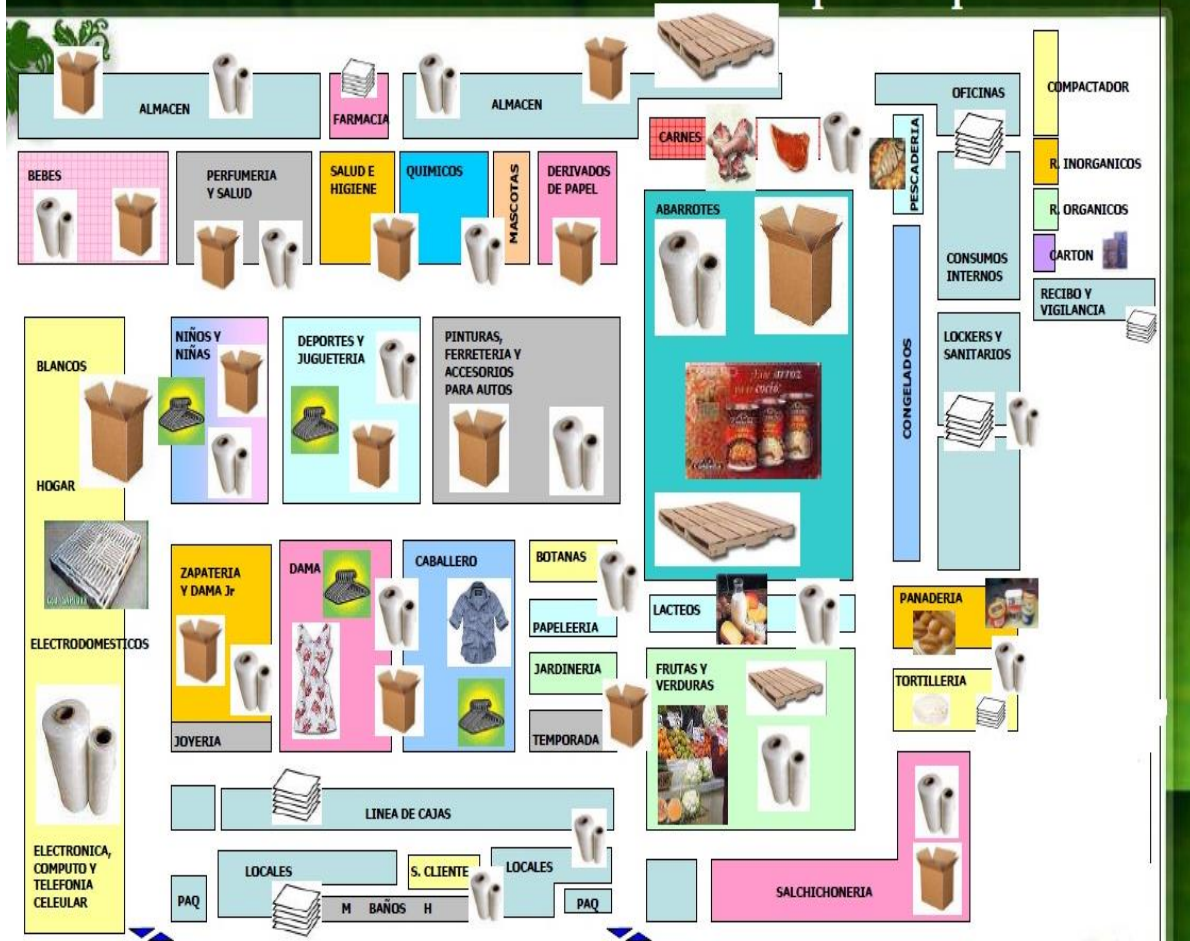 ALMACEN
FARMACIA
ALMACEN
OFICINAS
COMPACTADOR
CARNES
PESCADERIA
R. INORGANICOS
R. ORGANICOS
CARTON
RECIBO Y
VIGILANCIA
BEBES
PERFUMERIA
Y SALUD
SALUD E
HIGIENE
QUIMICOS
MASCOTAS
DERIVADOS
DE PAPEL
ABARROTES
CONSUMOS
INTERNOS
BLANCOS
HOGAR
NIÑOS Y
NIÑAS
DEPORTES Y
JUGUETERIA
PINTURAS,
FERRETERIA Y
ACCESORIOS
PARA AUTOS
arroz
CONGELADOS
LOCKERS Y
SANITARIOS
ELECTRODOMESTICOS
ZAPATERIA
Y DAMA Jr
DAMA
CABALLERO
BOTANAS
PAPELEERIA
JARDINERIA
TEMPORADA
JOYERIA
LACTEOS
FRUTAS Y
VERDURAS
PANADERIA
TORTILLERIA
LINEA DE CAJAS
ELECTRONICA,
COMPUTO Y
TELEFONIA
CELEULAR
PAQ
LOCALES
S. CLIENTE
LOCALES
M BAÑOS H
PAQ
SALCHICHONERIA